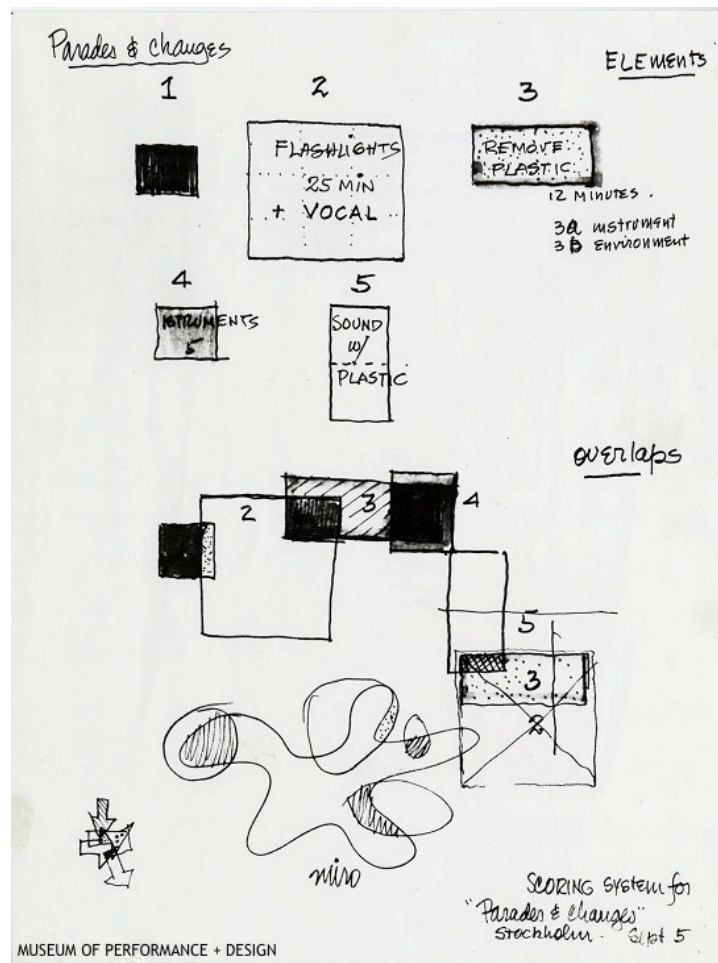 Parades & changes
ELEMENTS
1
2
3
FLASHLIGHTS
25 MIN
+ VOCAL
REMOVE
PLASTIC
12 MINUTES .
3a instrument
3b Environment
4
5
ISTRUMENTS
5
SOUND
w/
PLASTIC
overlaps
2
3
4
5
3
2
miro
SCORING System for
"Parades & changes"
Stockholm. Sept 5
MUSEUM OF PERFORMANCE + DESIGN